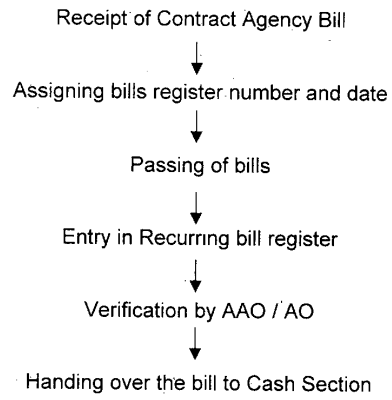 Receipt of Contract Agency Bill
Assigning bills register number and date
Passing of bills
Entry in Recurring bill register
Verification by AAO / AO
Handing over the bill to Cash Section